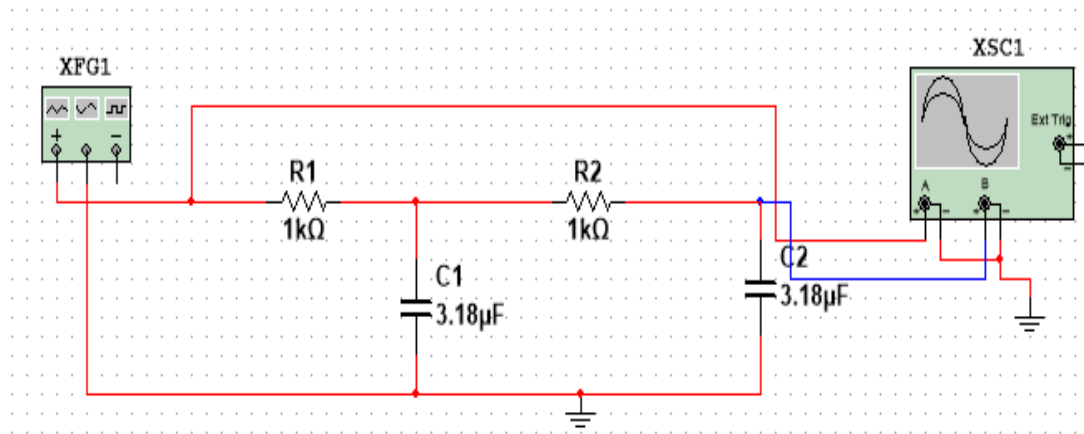 XFG1
+
−
XSC1
Ext Trig
+
−
A
B
+
−
+
−
R1
1kΩ
R2
1kΩ
C1
3.18µF
C2
3.18µF